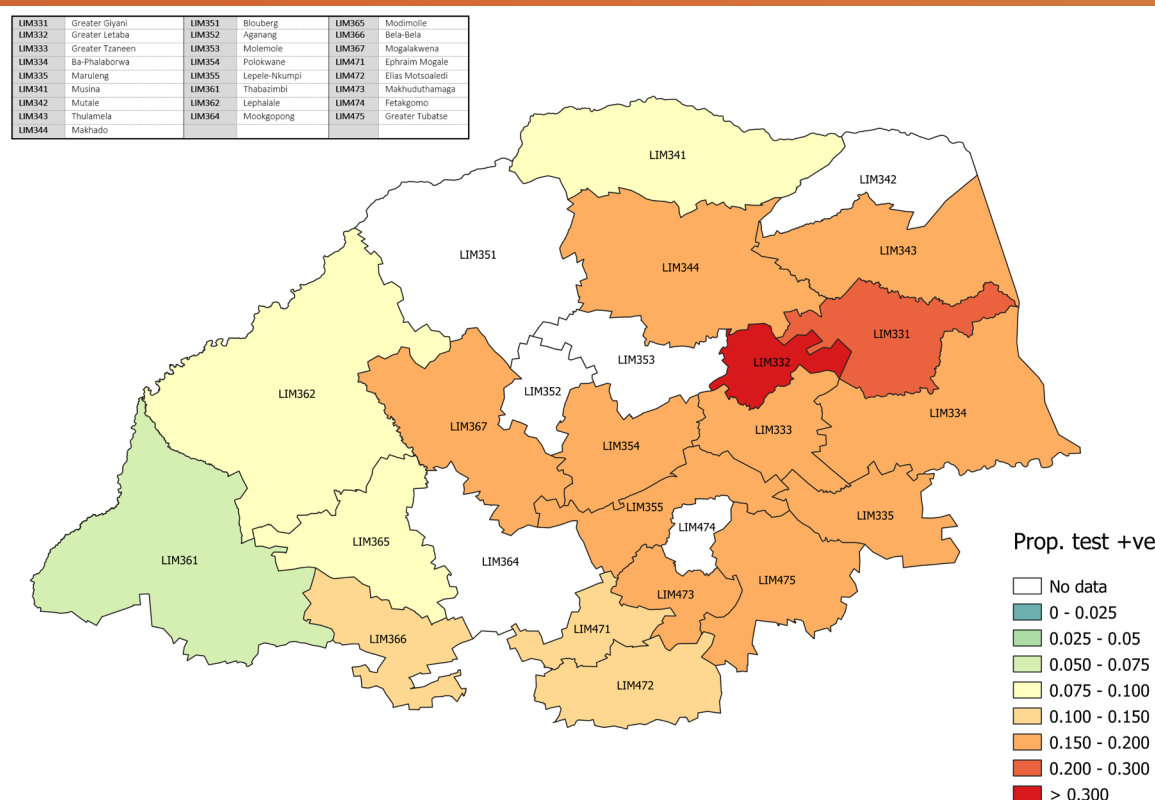 LIM331 Greater Giyani LIM351 Blouberg LIM365 Modimolle
LIM332 Greater Letaba LIM352 Aganang LIM366 Bela-Bela
LIM333 Greater Tzaneen LIM353 Molemole LIM367 Mogalakwena
LIM334 Ba-Phalaborwa LIM354 Polokwane LIM471 Ephraim Mogale
LIM335 Maruleng LIM355 Lepele-Nkumpi LIM472 Elias Motsoaledi
LIM341 Musina LIM361 Thabazimbi LIM473 Makhuduthamaga
LIM342 Mutale LIM362 Lephalale LIM474 Fetakgomo
LIM343 Thulamela LIM364 Mookgopong LIM475 Greater Tubatse
LIM344 Makhado
LIM341
LIM342
LIM351
LIM344
LIM343
LIM331
LIM353
LIM332
LIM352
LIM362
LIM334
LIM367
LIM333
LIM354
LIM355
LIM335
LIM474
LIM365
LIM361
LIM364
LIM475
LIM473
LIM471
LIM366
LIM472
Prop. test +ve
No data
0 - 0.025
0.025 - 0.05
0.050 - 0.075
0.075 - 0.100
0.100 - 0.150
0.150 - 0.200
0.200 - 0.300
> 0.300